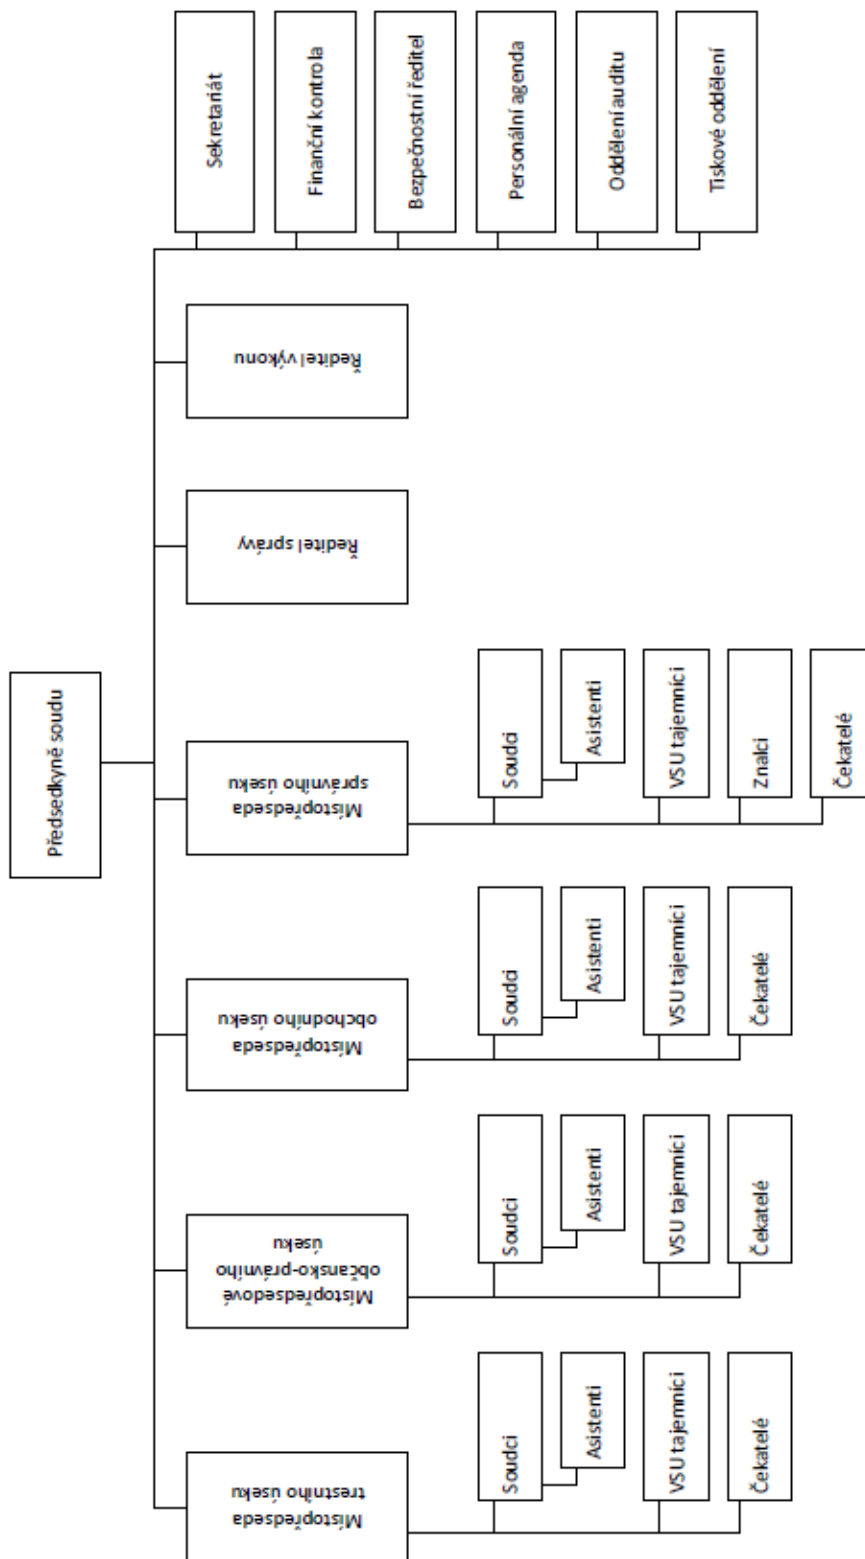 Předsedkyně soudu
Místopředseda
trestního úseku
Soudci
Asistenti
VSU tajemníci
Čekatelé
Místopředsedové
občansko-právního
úseku
Soudci
Asistenti
VSU tajemníci
Čekatelé
Místopředseda
obchodního úseku
Soudci
Asistenti
VSU tajemníci
Čekatelé
Místopředseda
správního úseku
Soudci
Asistenti
VSU tajemníci
Znalci
Čekatelé
Ředitel správy
Ředitel výkonu
Sekretariát
Finanční kontrola
Bezpečnostní ředitel
Personální agenda
Oddělení auditu
Tiskové oddělení